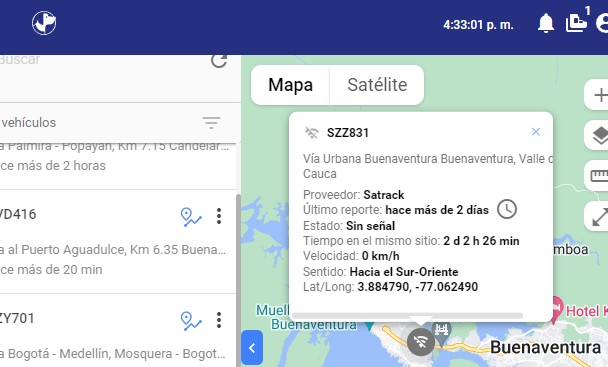 4:33:01 p. m.
1
Buscar
vehículos
a Palmira - Popayán, Km 7.15 Candelar...
ce más de 2 horas
VD416
a al Puerto Aguadulce, Km 6.35 Buena...
ce más de 20 min
ZY701
a Bogotá - Medellín, Mosquera - Bogot...
Mapa
Satélite
SZZ831
Vía Urbana Buenaventura Buenaventura, Valle d
Cauca
Proveedor: Satrack
Último reporte: hace más de 2 días
Estado: Sin señal
Tiempo en el mismo sitio: 2 d 2 h 26 min
Velocidad: 0 km/h
Sentido: Hacia el Sur-Oriente
Lat/Long: 3.884790, -77.062490
mboa
Muell
Buenaventura
Hotel K
Buenaventura